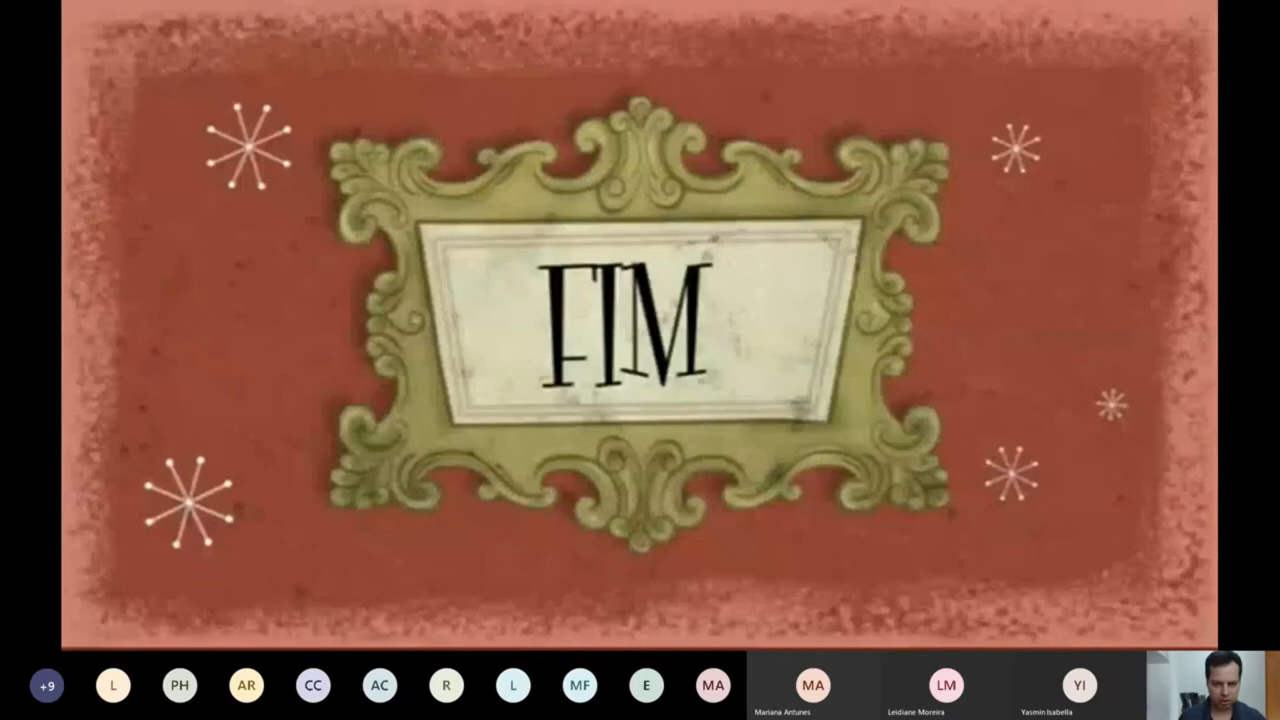 FIM
+9
L
PH
AR
CC
AC
R
L
MF
E
MA
MA
LM
YI
Mariana Antunes
Leidiane Moreira
Yasmin Isabella